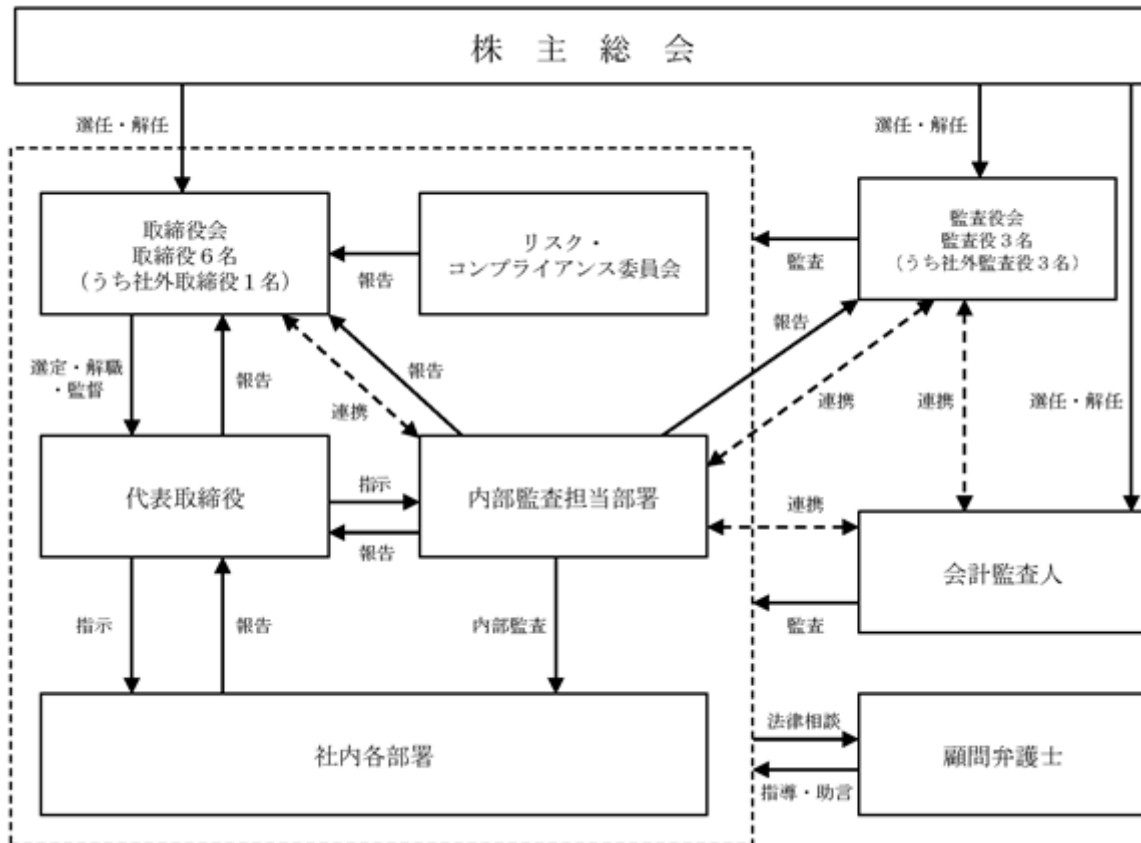 株主総会
選任・解任
選任・解任
取締役会
取締役６名
（うち社外取締役１名）
リスク・
コンプライアンス委員会
監査役会
監査役３名
（うち社外監査役３名）
報告
監査
報告
選定・解職
・監督
報告
報告
連携
連携
連携
選任・解任
代表取締役
指示
報告
内部監査担当部署
連携
会計監査人
指示
報告
内部監査
監査
社内各部署
法律相談
指導・助言
顧問弁護士